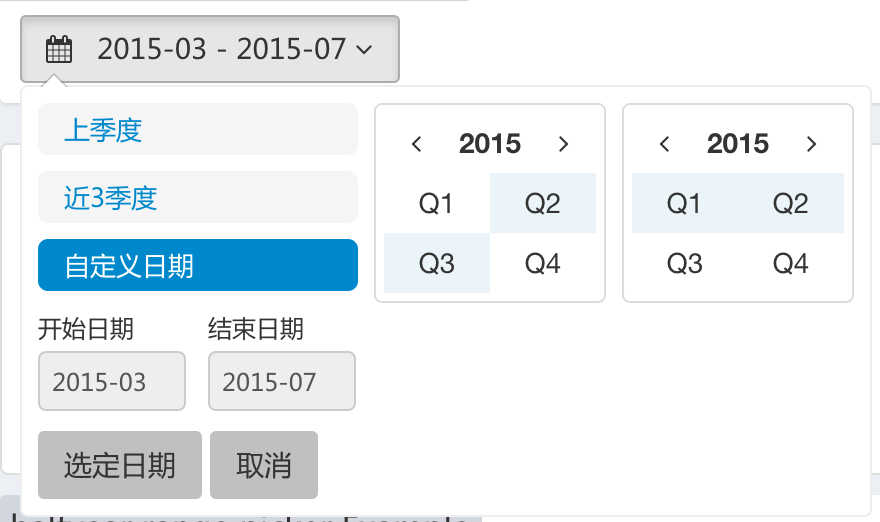 2015-03 - 2015-07
上季度
近3季度
自定义日期
开始日期 结束日期
2015-03 2015-07
选定日期 取消
2015
Q1 Q2
Q3 Q4
2015
Q1 Q2
Q3 Q4